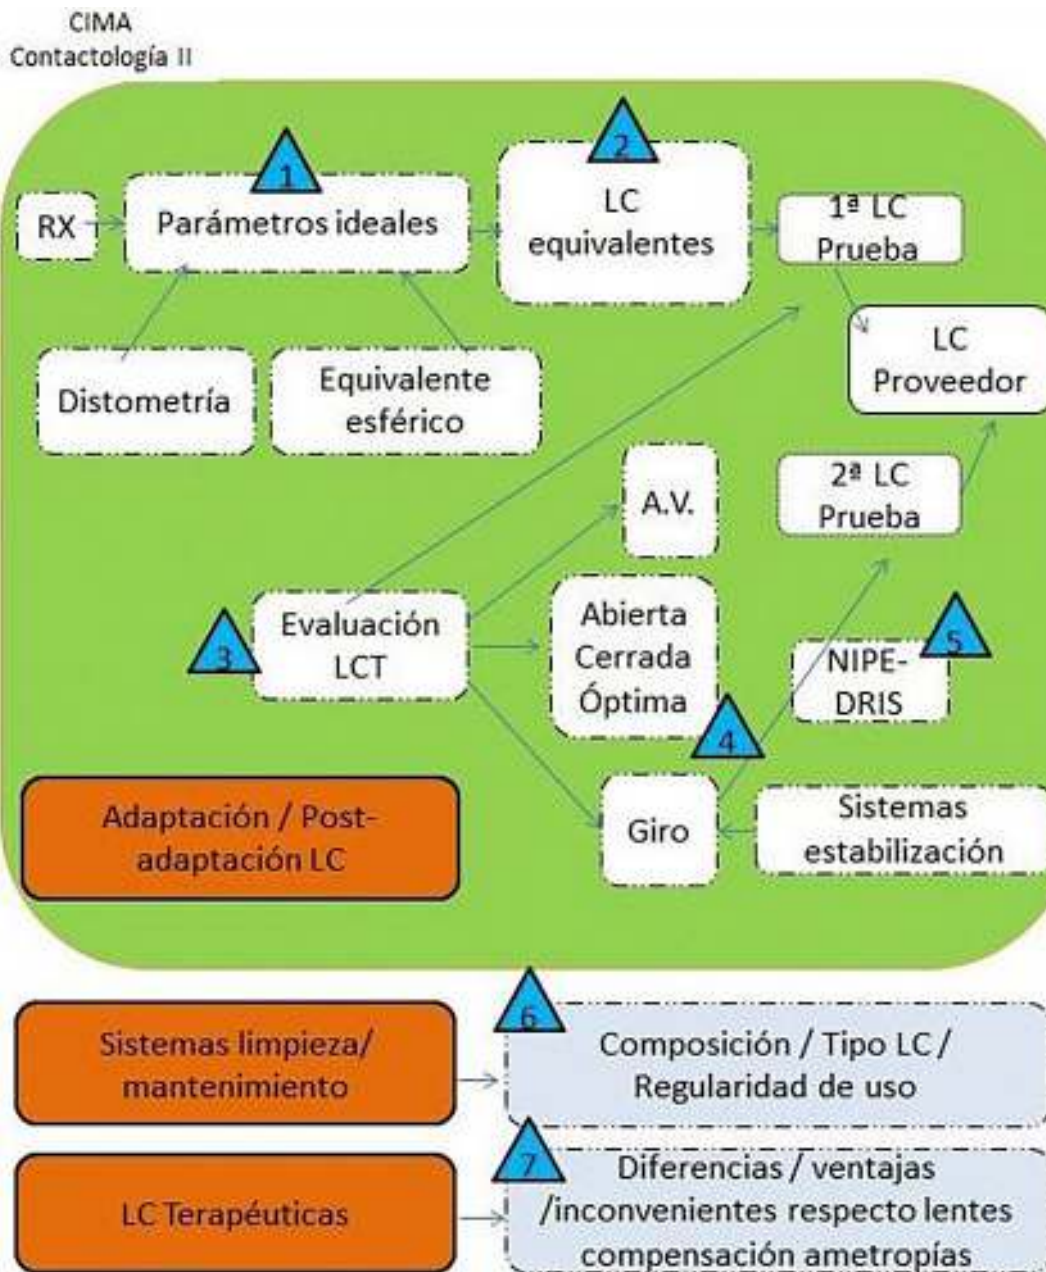 CIMA
Contactología II
1
2
RX
Parámetros ideales
LC
equivalentes
1ª LC
Prueba
LC
Proveedor
Distometría
Equivalente
esférico
A.V.
2ª LC
Prueba
3
Evaluación
LCT
Abierta
Cerrada
Óptima
4
5
NIPE-
DRIS
Giro
Sistemas
estabilización
Adaptación / Post-
adaptación LC
Sistemas limpieza/
mantenimiento
6
Composición / Tipo LC /
Regularidad de uso
LC Terapéuticas
7
Diferencias / ventajas
/inconvenientes respecto lentes
compensación ametropías